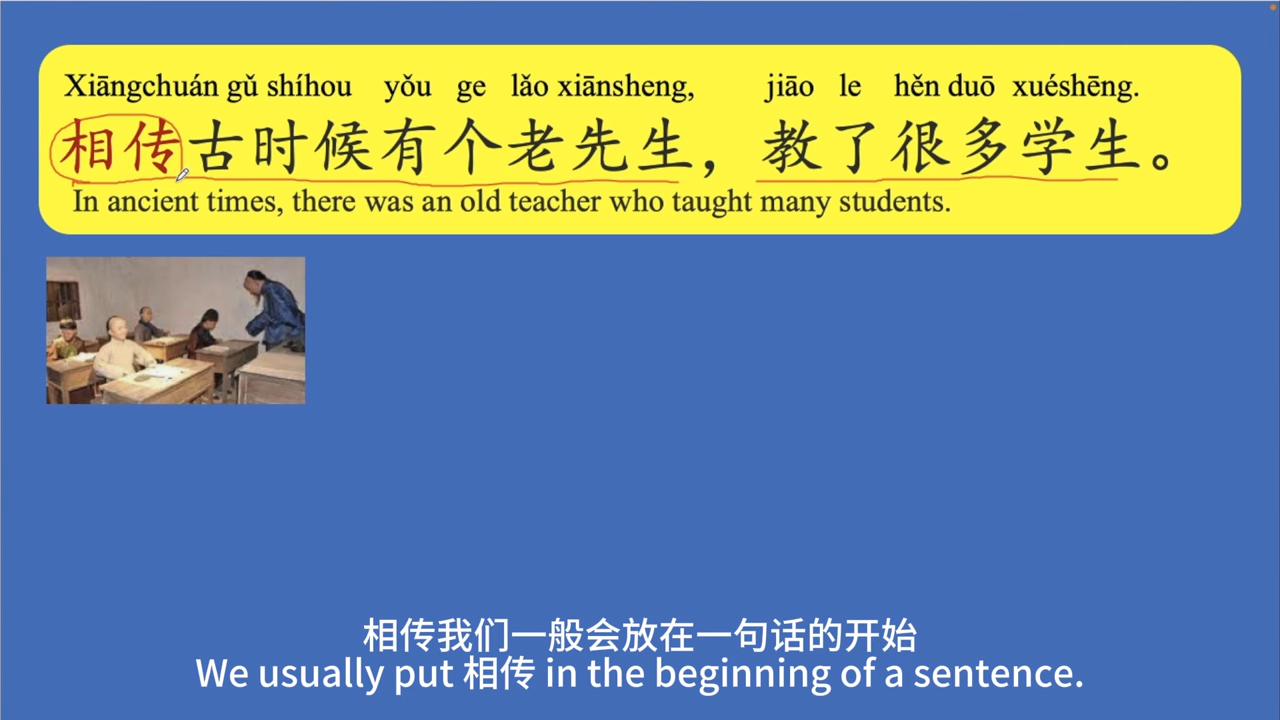 Xiāngchuán gǔ shíhou yǒu ge lǎo xiānsheng, jiāo le hěn duō xuéshēng.
相传古时候有个老先生，教了很多学生。
In ancient times, there was an old teacher who taught many students.
相传我们一般会放在一句话的开始
We usually put 相传 in the beginning of a sentence.